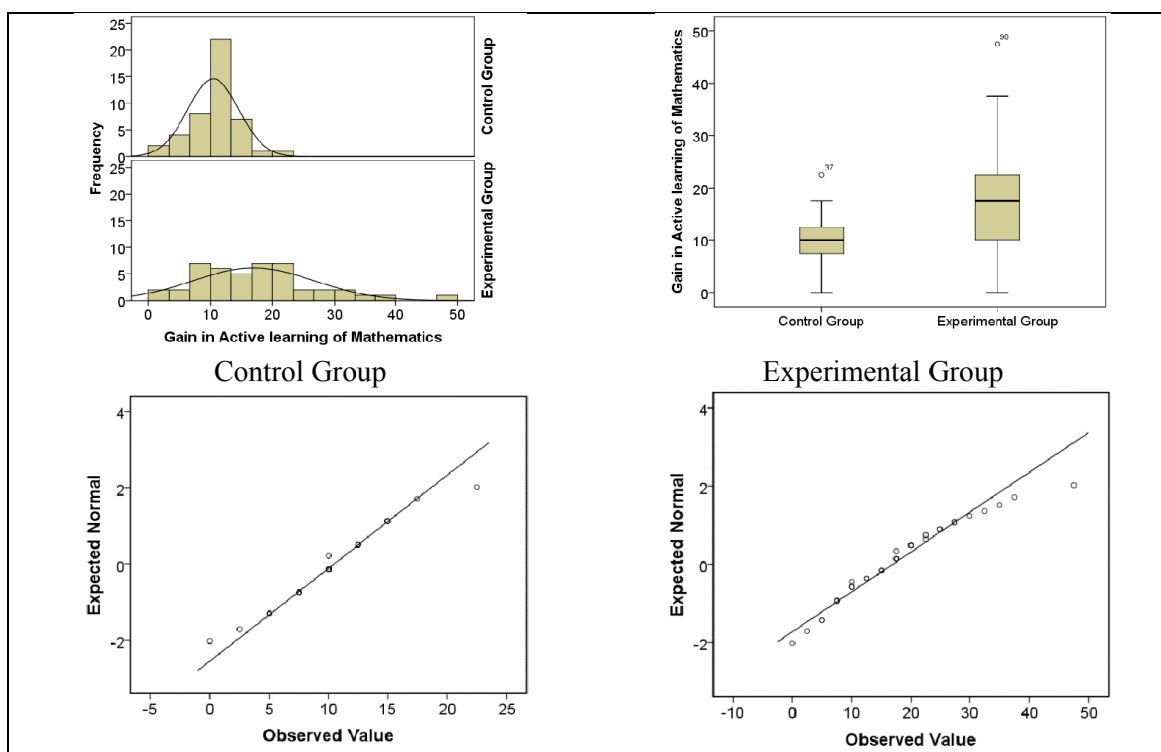 25
20
15
10
5
0
Control Group
25
20
15
10
5
0
Experimental Group
Frequency
0 10 20 30 40 50
Gain in Active learning of Mathematics
50
40
30
20
10
0
Gain in Active learning of Mathematics
37
90
Control Group Experimental Group
Control Group
4
2
0
-2
Expected Normal
-5 0 5 10 15 20 25
Observed Value
Experimental Group
4
2
0
-2
Expected Normal
-10 0 10 20 30 40 50
Observed Value